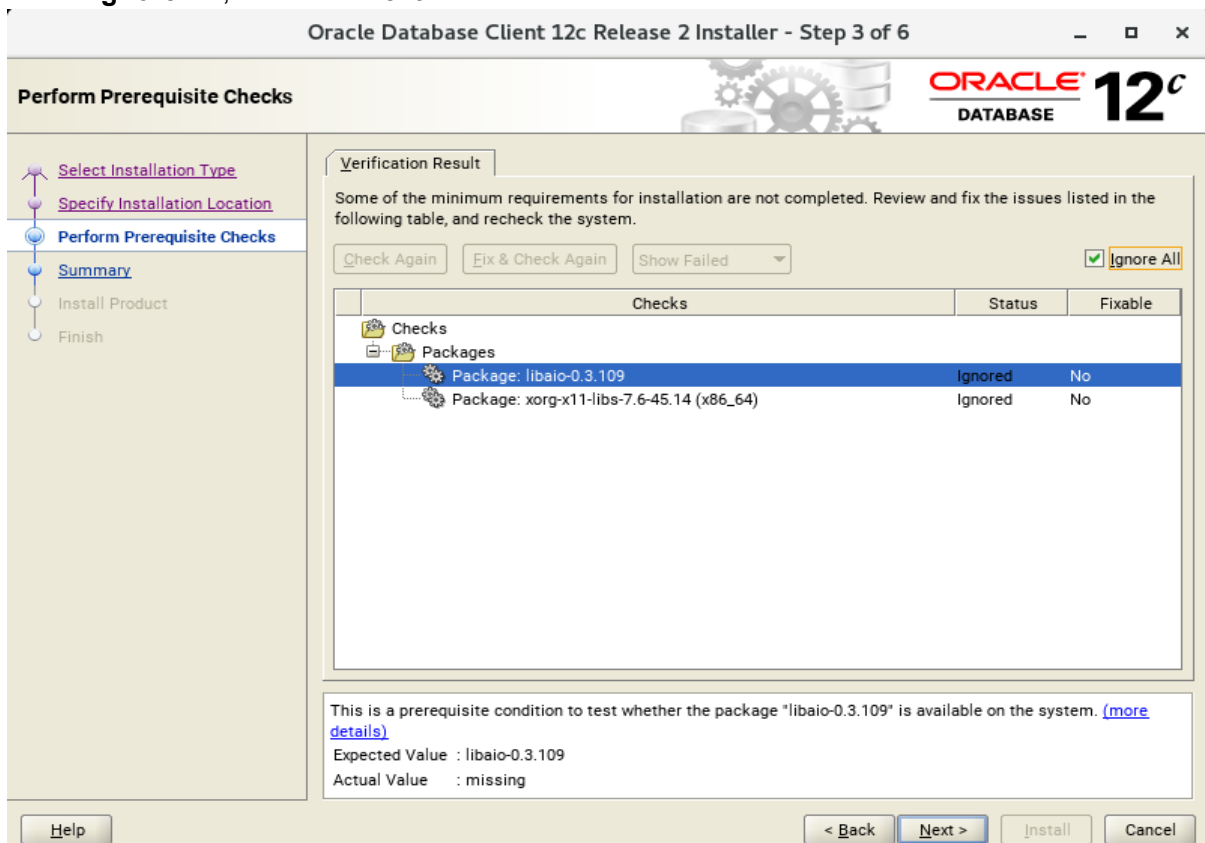 Oracle Database Client 12c Release 2 Installer - Step 3 of 6
Perform Prerequisite Checks
ORACLE DATABASE 12c
Select Installation Type
Specify Installation Location
Perform Prerequisite Checks
Summary
Install Product
Finish
Verification Result
Some of the minimum requirements for installation are not completed. Review and fix the issues listed in the
following table, and recheck the system.
Check Again Fix & Check Again Show Failed Ignore All
Checks Status Fixable
Checks
Packages
Package: libaio-0.3.109 Ignored No
Package: xorg-x11-libs-7.6-45.14 (x86_64) Ignored No
This is a prerequisite condition to test whether the package "libaio-0.3.109" is available on the system. (more
details)
Expected Value : libaio-0.3.109
Actual Value : missing
Help < Back Next > Install Cancel